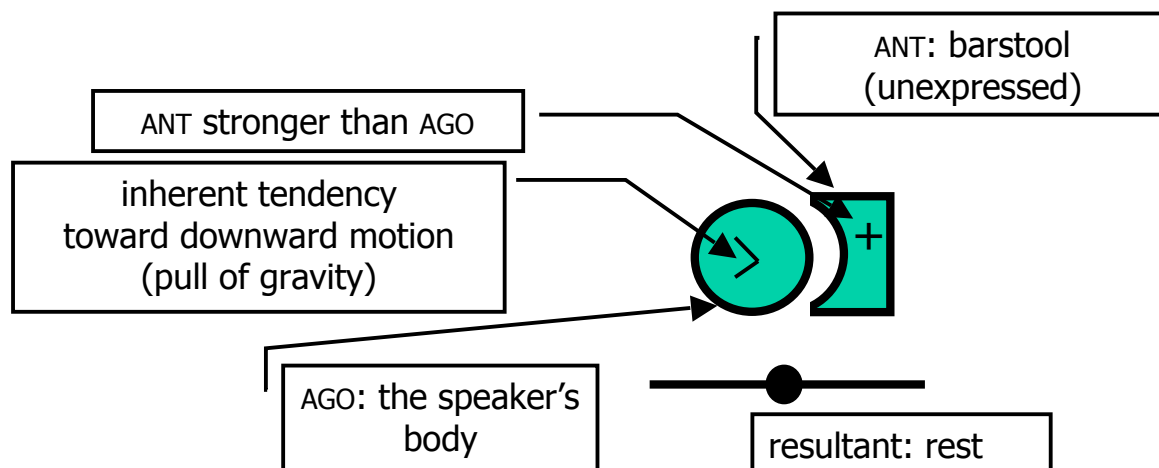 ANT: barstool
(unexpressed)
ANT stronger than AGO
inherent tendency
toward downward motion
(pull of gravity)
+
AGO: the speaker’s
body
resultant: rest